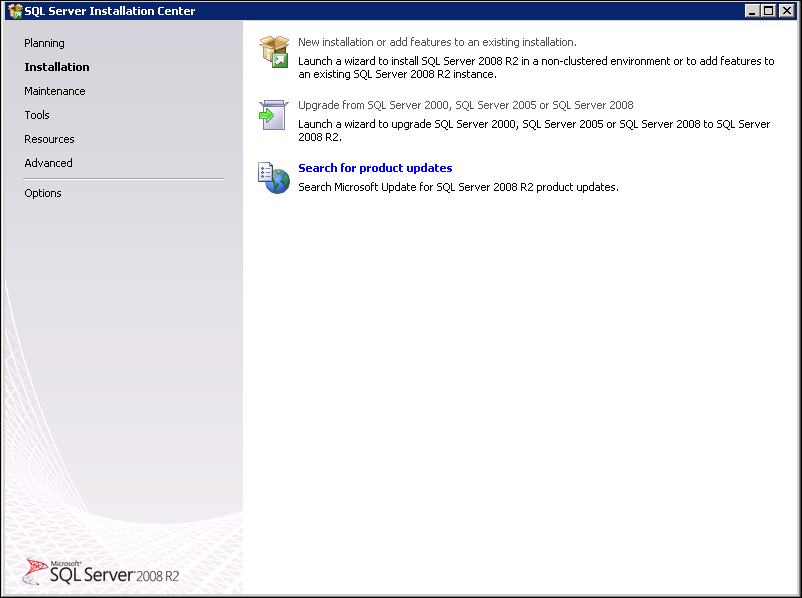 SQL Server Installation Center
Planning
Installation
Maintenance
Tools
Resources
Advanced
Options
New installation or add features to an existing installation.
Launch a wizard to install SQL Server 2008 R2 in a non-clustered environment or to add features to
an existing SQL Server 2008 R2 instance.
Upgrade from SQL Server 2000, SQL Server 2005 or SQL Server 2008
Launch a wizard to upgrade SQL Server 2000, SQL Server 2005 or SQL Server 2008 to SQL Server
2008 R2.
Search for product updates
Search Microsoft Update for SQL Server 2008 R2 product updates.
Microsoft®
SQL Server 2008 R2